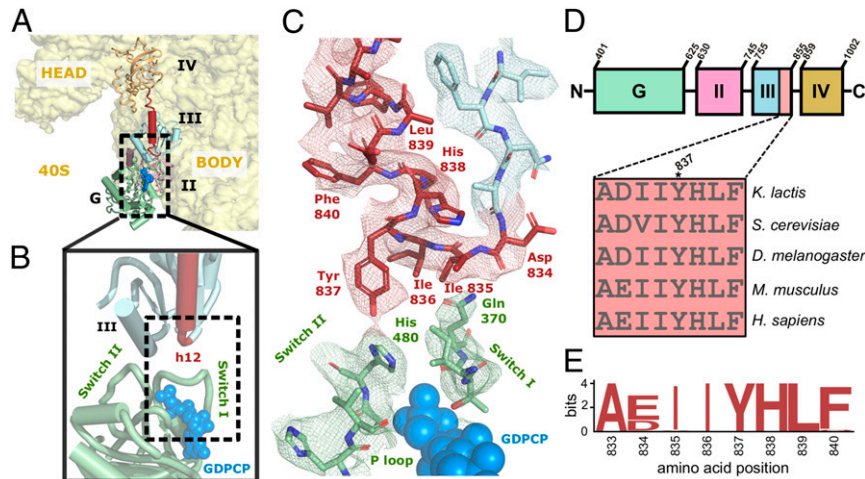 A
HEAD
IV
III
40S
BODY
II
G
B
III
h12
Switch II
Switch I
GDPCP
C
Leu
839
His
838
Phe
840
Tyr
837
Ile
836
Ile 835
Asp
834
Gln
370
His
480
Switch II
Switch I
P loop
GDPCP
D
401
625
630
745
755
855
859
1002
N
G
II
III
IV
C
837
*
ADIIYHLF K. lactis
ADVIYHLF S. cerevisiae
ADIIYHLF D. melanogaster
AEIIYHLF M. musculus
AEIIYHLF H. sapiens
E
bits
4
2
0
AEDIIYHLF
833 834 835 836 837 838 839 840
amino acid position